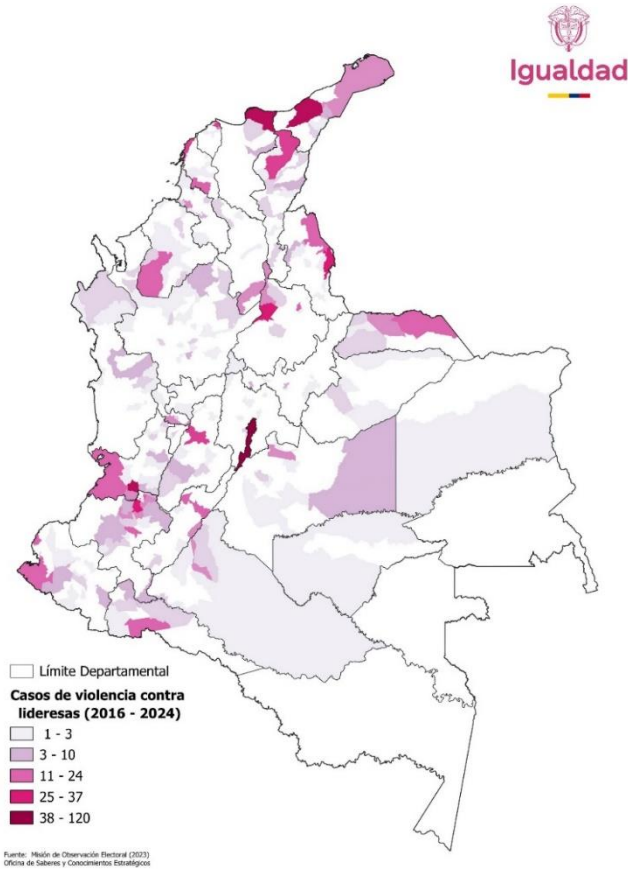 Igualdad
Límite Departamental
Casos de violencia contra
lideresas (2016 - 2024)
1 - 3
3 - 10
11 - 24
25 - 37
38 - 120
Fuente: Misión de Observación Electoral (2023)
Oficina de Saberes y Conocimientos Estratégicos